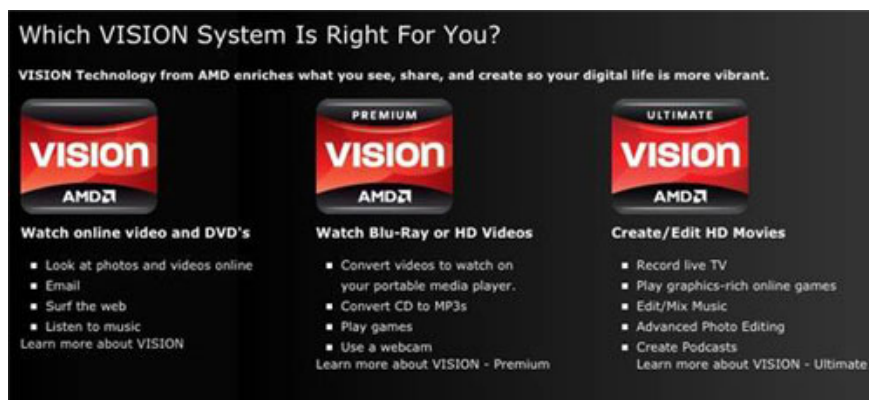 Which VISION System Is Right For You?
VISION Technology from AMD enriches what you see, share, and create so your digital life is more vibrant.
VISION
AMD
Watch online video and DVD's
Look at photos and videos online
Email
Surf the web
Listen to music
Learn more about VISION
PREMIUM
VISION
AMD
Watch Blu-Ray or HD Videos
Convert videos to watch on
your portable media player.
Convert CD to MP3s
Play games
Use a webcam
Learn more about VISION - Premium
ULTIMATE
VISION
AMD
Create/Edit HD Movies
Record live TV
Play graphics-rich online games
Edit/Mix Music
Advanced Photo Editing
Create Podcasts
Learn more about VISION - Ultimate